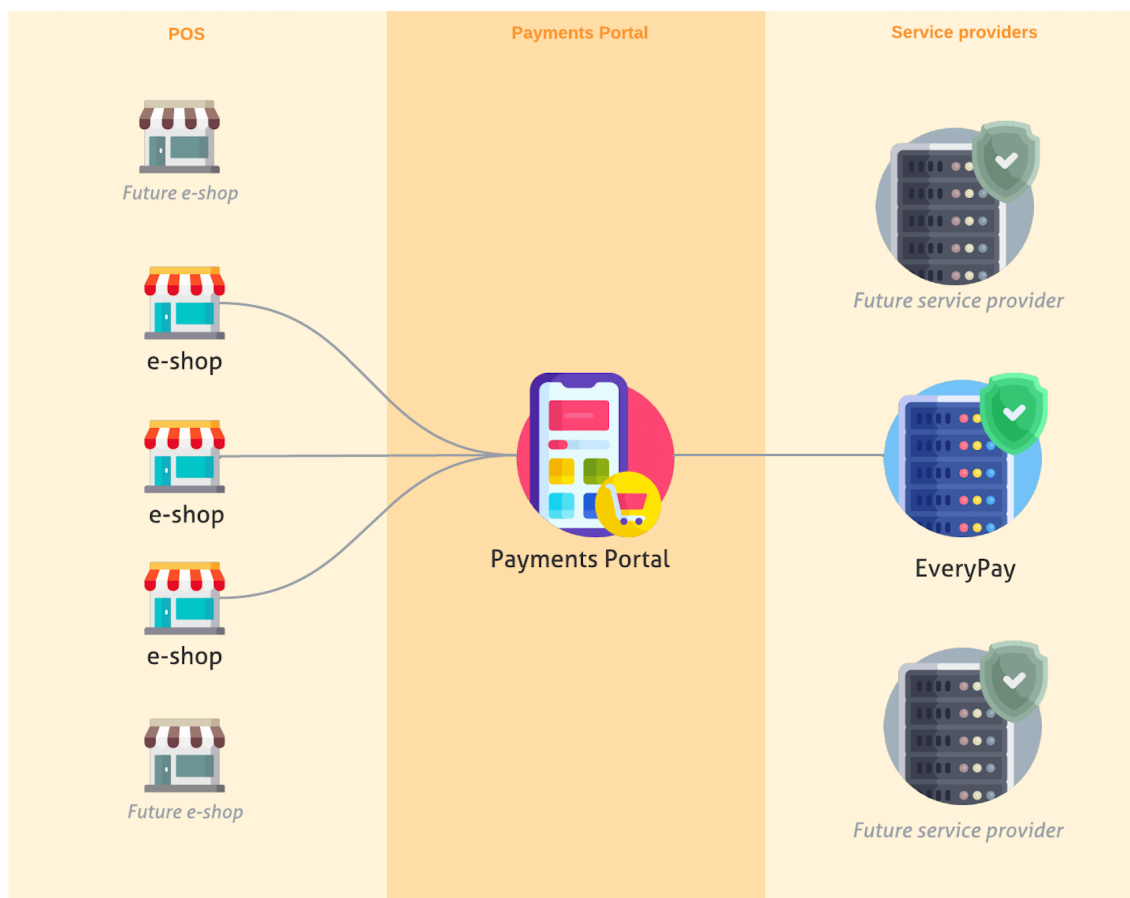 POS
Future e-shop
e-shop
e-shop
e-shop
Future e-shop
Payments Portal
Payments Portal
Service providers
Future service provider
EveryPay
Future service provider